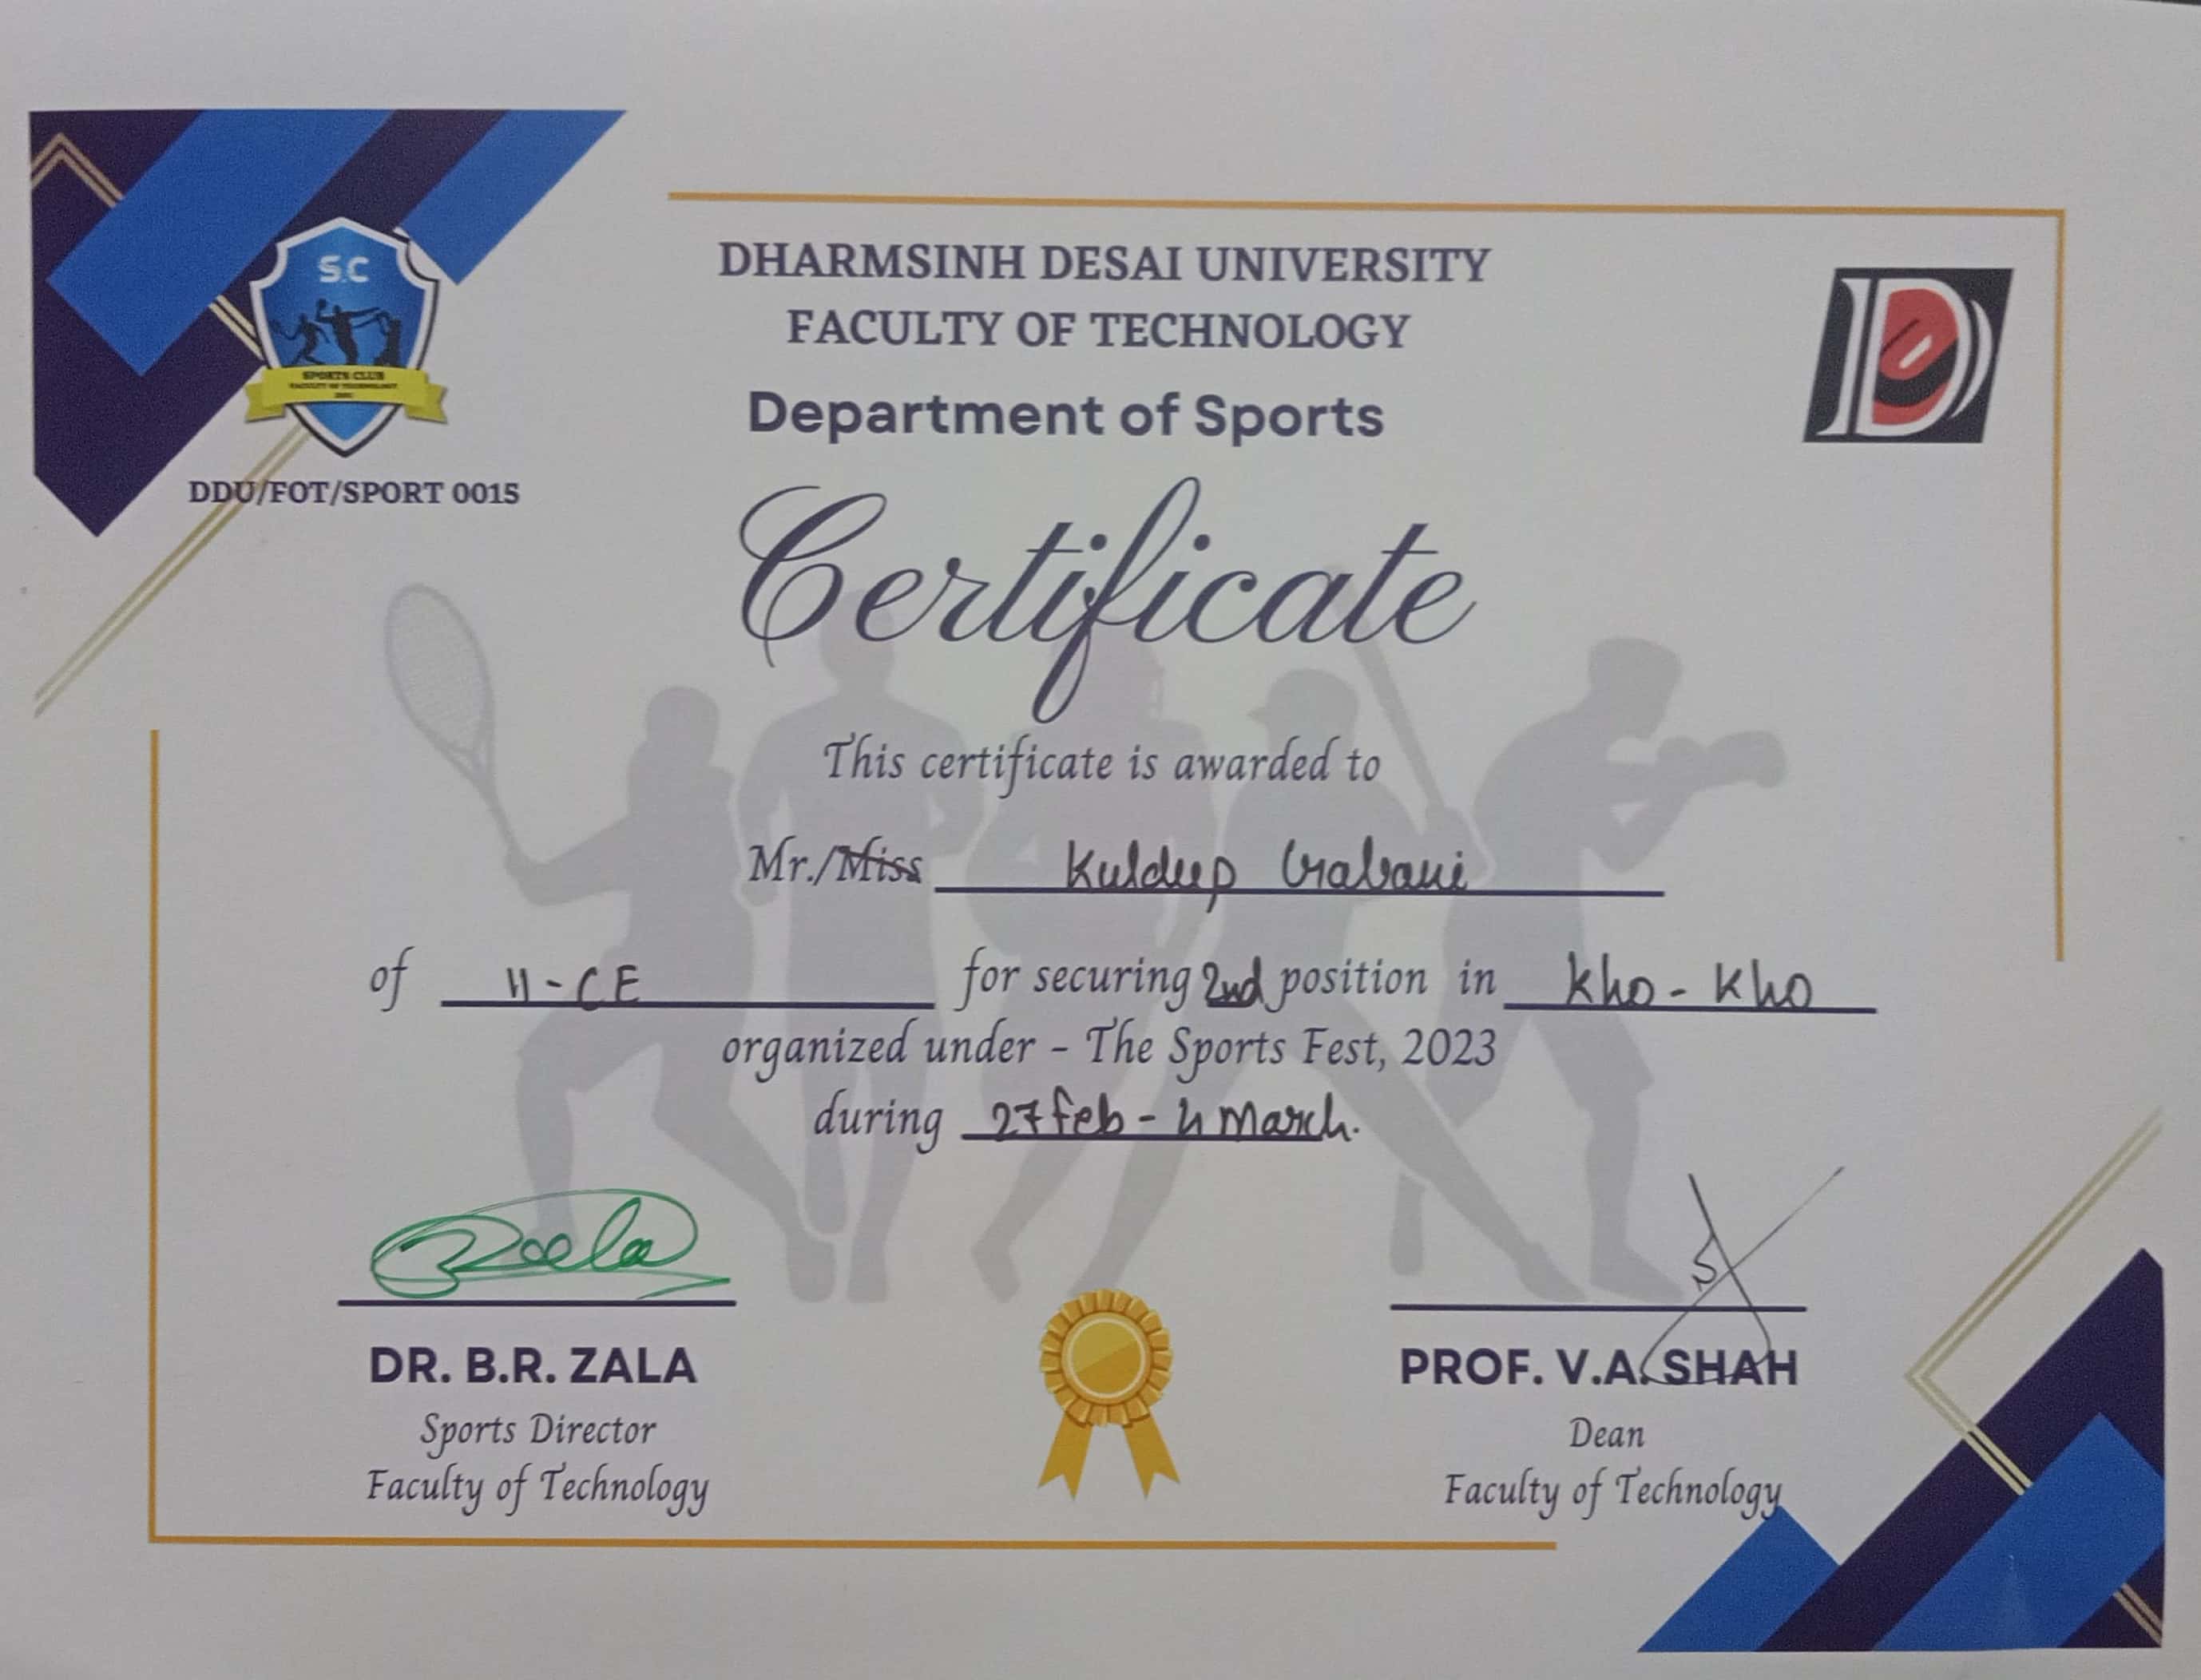 S.C
SPORTS CLUB
FACULTY OF TECHNOLOGY
DDU/FOT/SPORT 0015
DHARMSINH DESAI UNIVERSITY
FACULTY OF TECHNOLOGY
Department of Sports
Certificate
This certificate is awarded to
Mr./Miss Kuldeep
of II-CE for securing 2nd position in Kho-Kho
organized under - The Sports Fest, 2023
during 27 Feb - 4 March.
DR. B.R. ZALA
Sports Director
Faculty of Technology
PROF. V.A. SHAH
Dean
Faculty of Technology